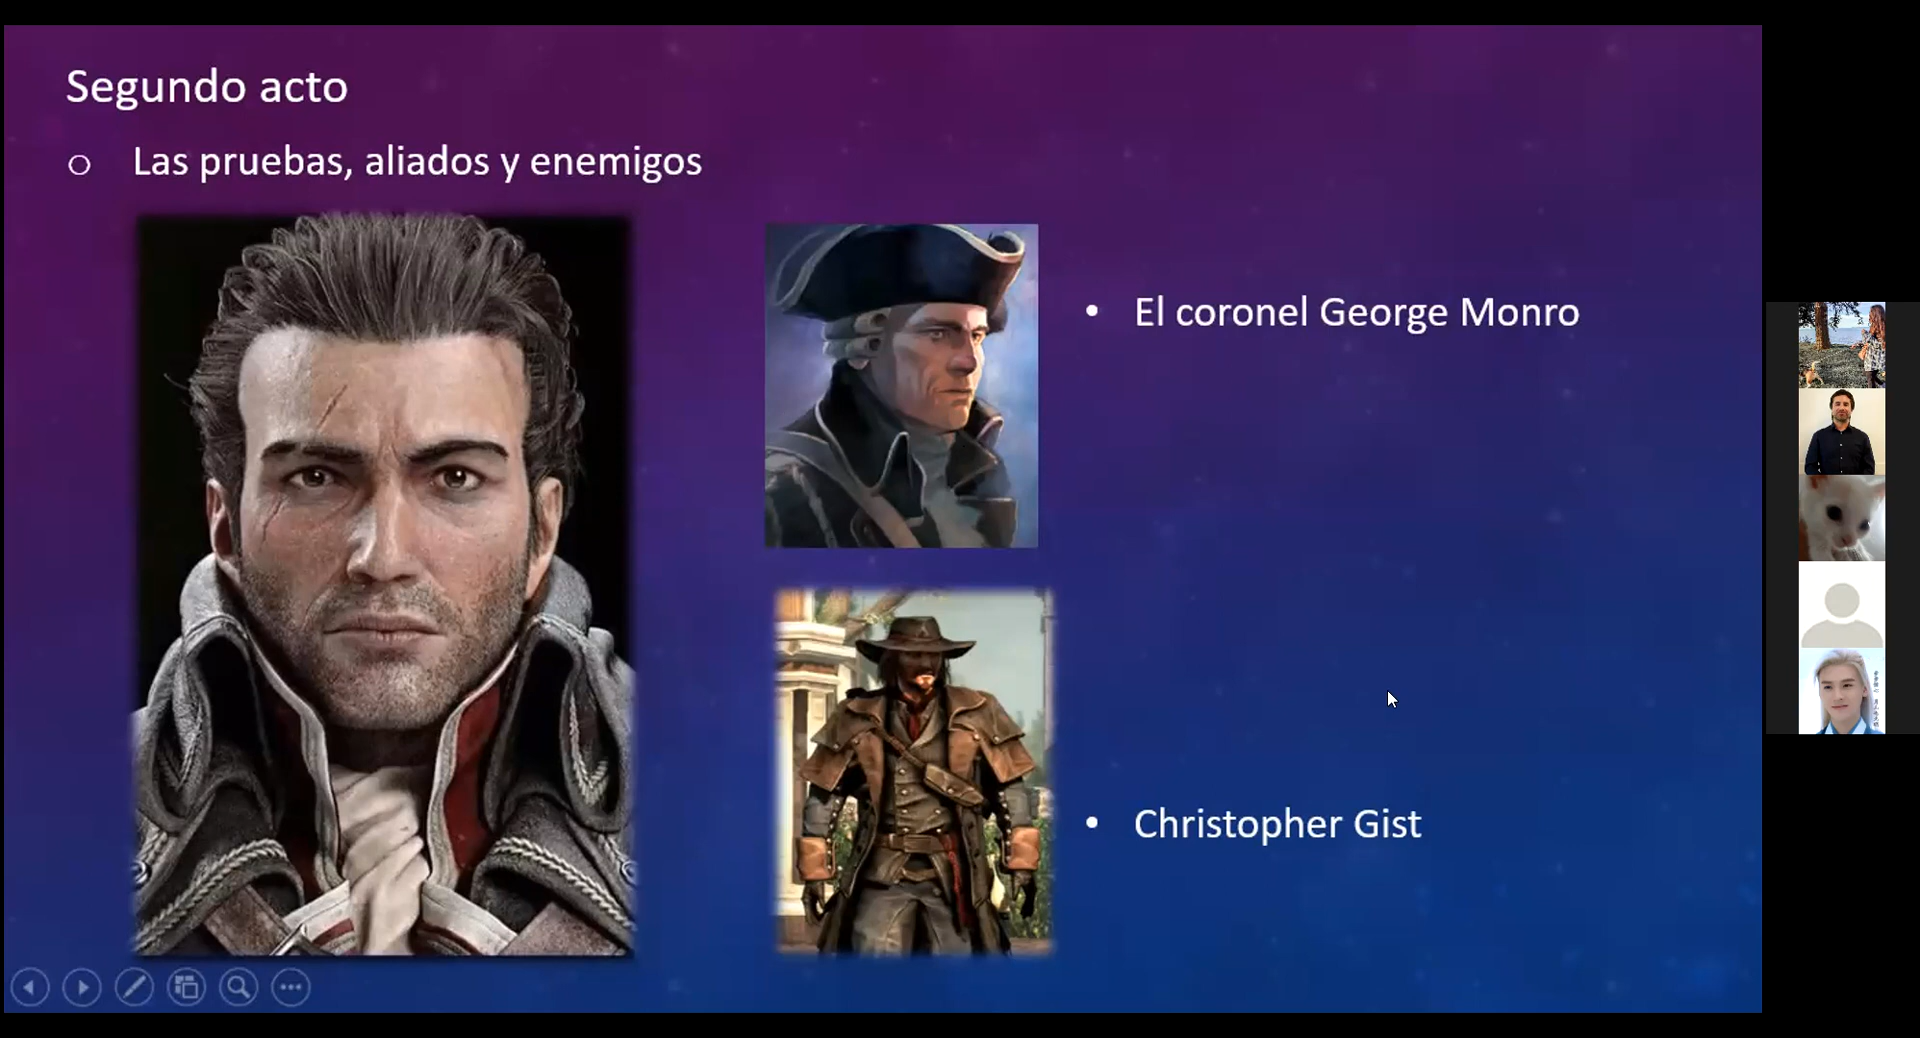 Segundo acto
Las pruebas, aliados y enemigos
El coronel George Monro
Christopher Gist